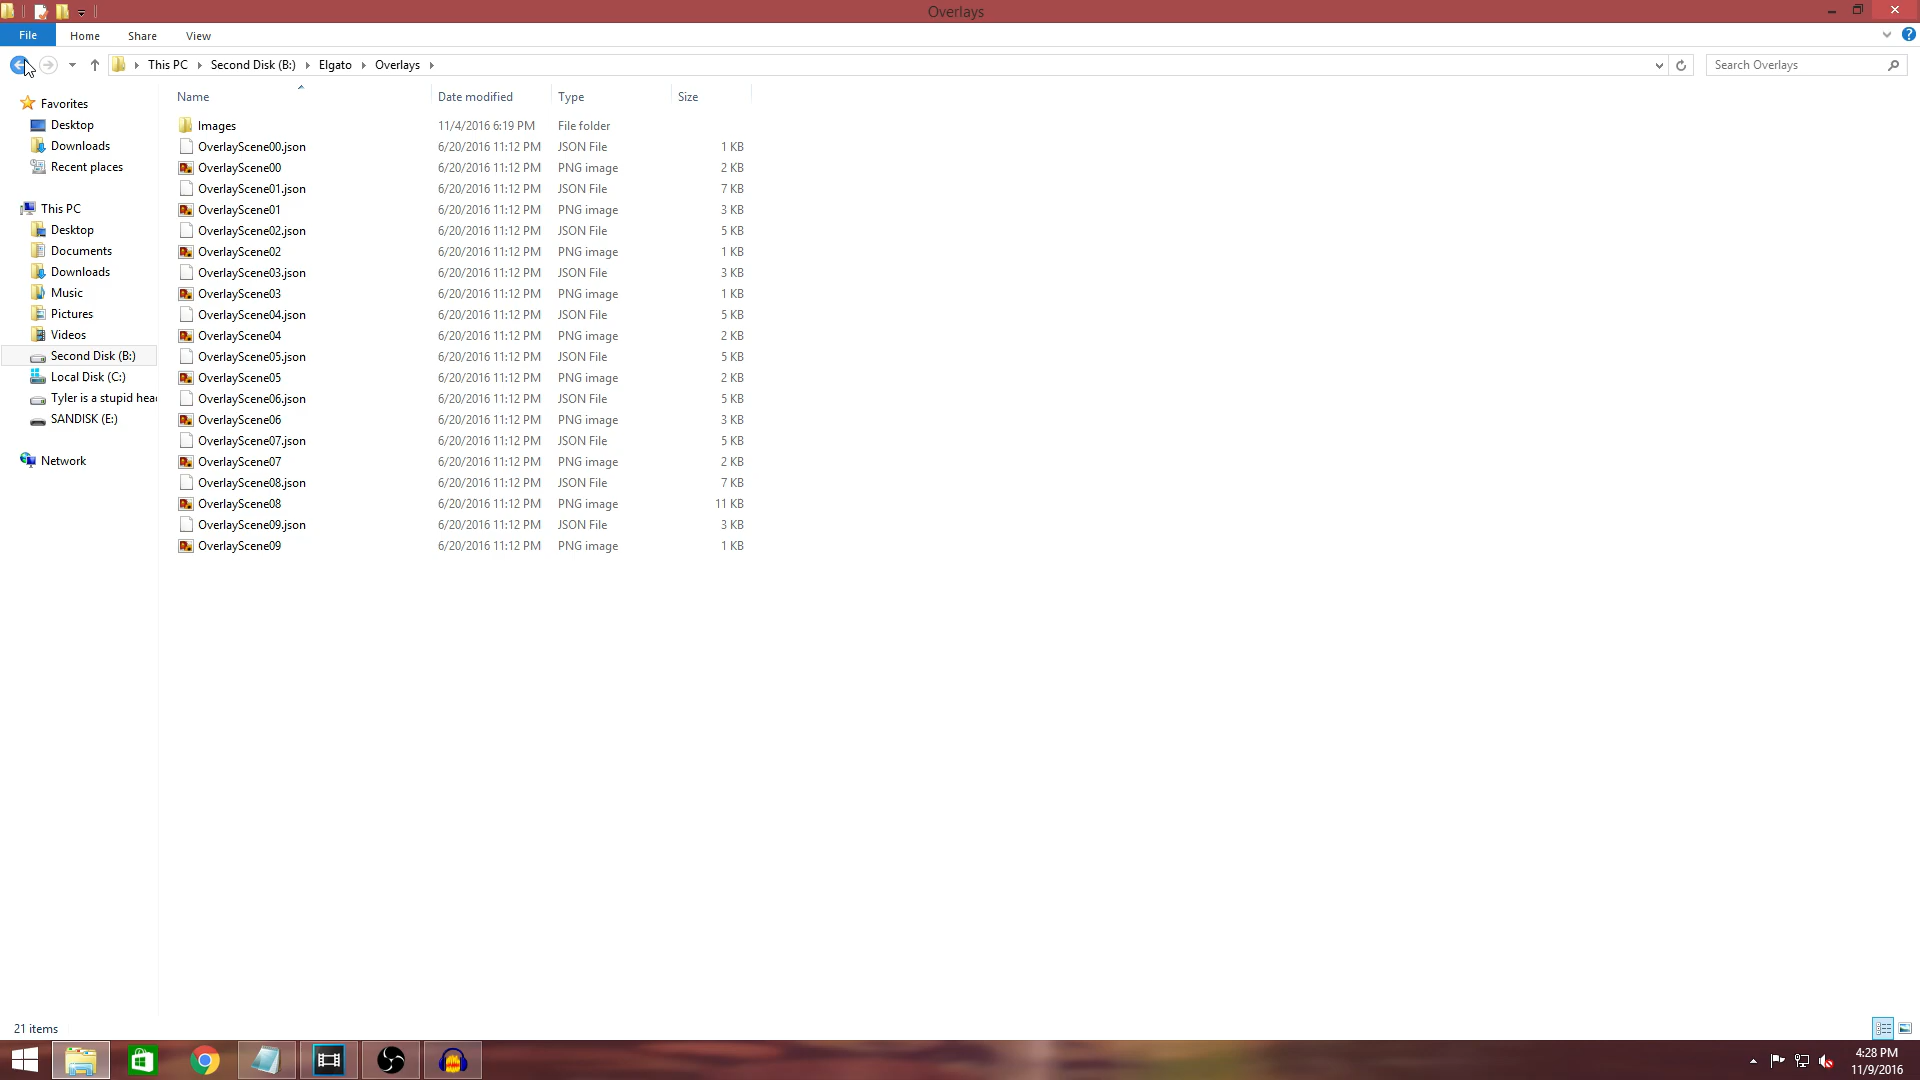 Overlays
File Home Share View
This PC Second Disk (B:) Elgato Overlays
Search Overlays
Name Date modified Type Size
Favorites
Desktop
Downloads
Recent places
This PC
Desktop
Documents
Downloads
Music
Pictures
Videos
Second Disk (B:)
Local Disk (C:)
Tyler is a stupid hea
SANDISK (E:)
Network
Images 11/4/2016 6:19 PM File folder
OverlayScene00.json 6/20/2016 11:12 PM JSON File 1 KB
OverlayScene00 6/20/2016 11:12 PM PNG image 2 KB
OverlayScene01.json 6/20/2016 11:12 PM JSON File 7 KB
OverlayScene01 6/20/2016 11:12 PM PNG image 3 KB
OverlayScene02.json 6/20/2016 11:12 PM JSON File 5 KB
OverlayScene02 6/20/2016 11:12 PM PNG image 1 KB
OverlayScene03.json 6/20/2016 11:12 PM JSON File 3 KB
OverlayScene03 6/20/2016 11:12 PM PNG image 1 KB
OverlayScene04.json 6/20/2016 11:12 PM JSON File 5 KB
OverlayScene04 6/20/2016 11:12 PM PNG image 2 KB
OverlayScene05.json 6/20/2016 11:12 PM JSON File 5 KB
OverlayScene05 6/20/2016 11:12 PM PNG image 2 KB
OverlayScene06.json 6/20/2016 11:12 PM JSON File 5 KB
OverlayScene06 6/20/2016 11:12 PM PNG image 3 KB
OverlayScene07.json 6/20/2016 11:12 PM JSON File 5 KB
OverlayScene07 6/20/2016 11:12 PM PNG image 2 KB
OverlayScene08.json 6/20/2016 11:12 PM JSON File 7 KB
OverlayScene08 6/20/2016 11:12 PM PNG image 11 KB
OverlayScene09.json 6/20/2016 11:12 PM JSON File 3 KB
OverlayScene09 6/20/2016 11:12 PM PNG image 1 KB
21 items
4:28 PM
11/9/2016